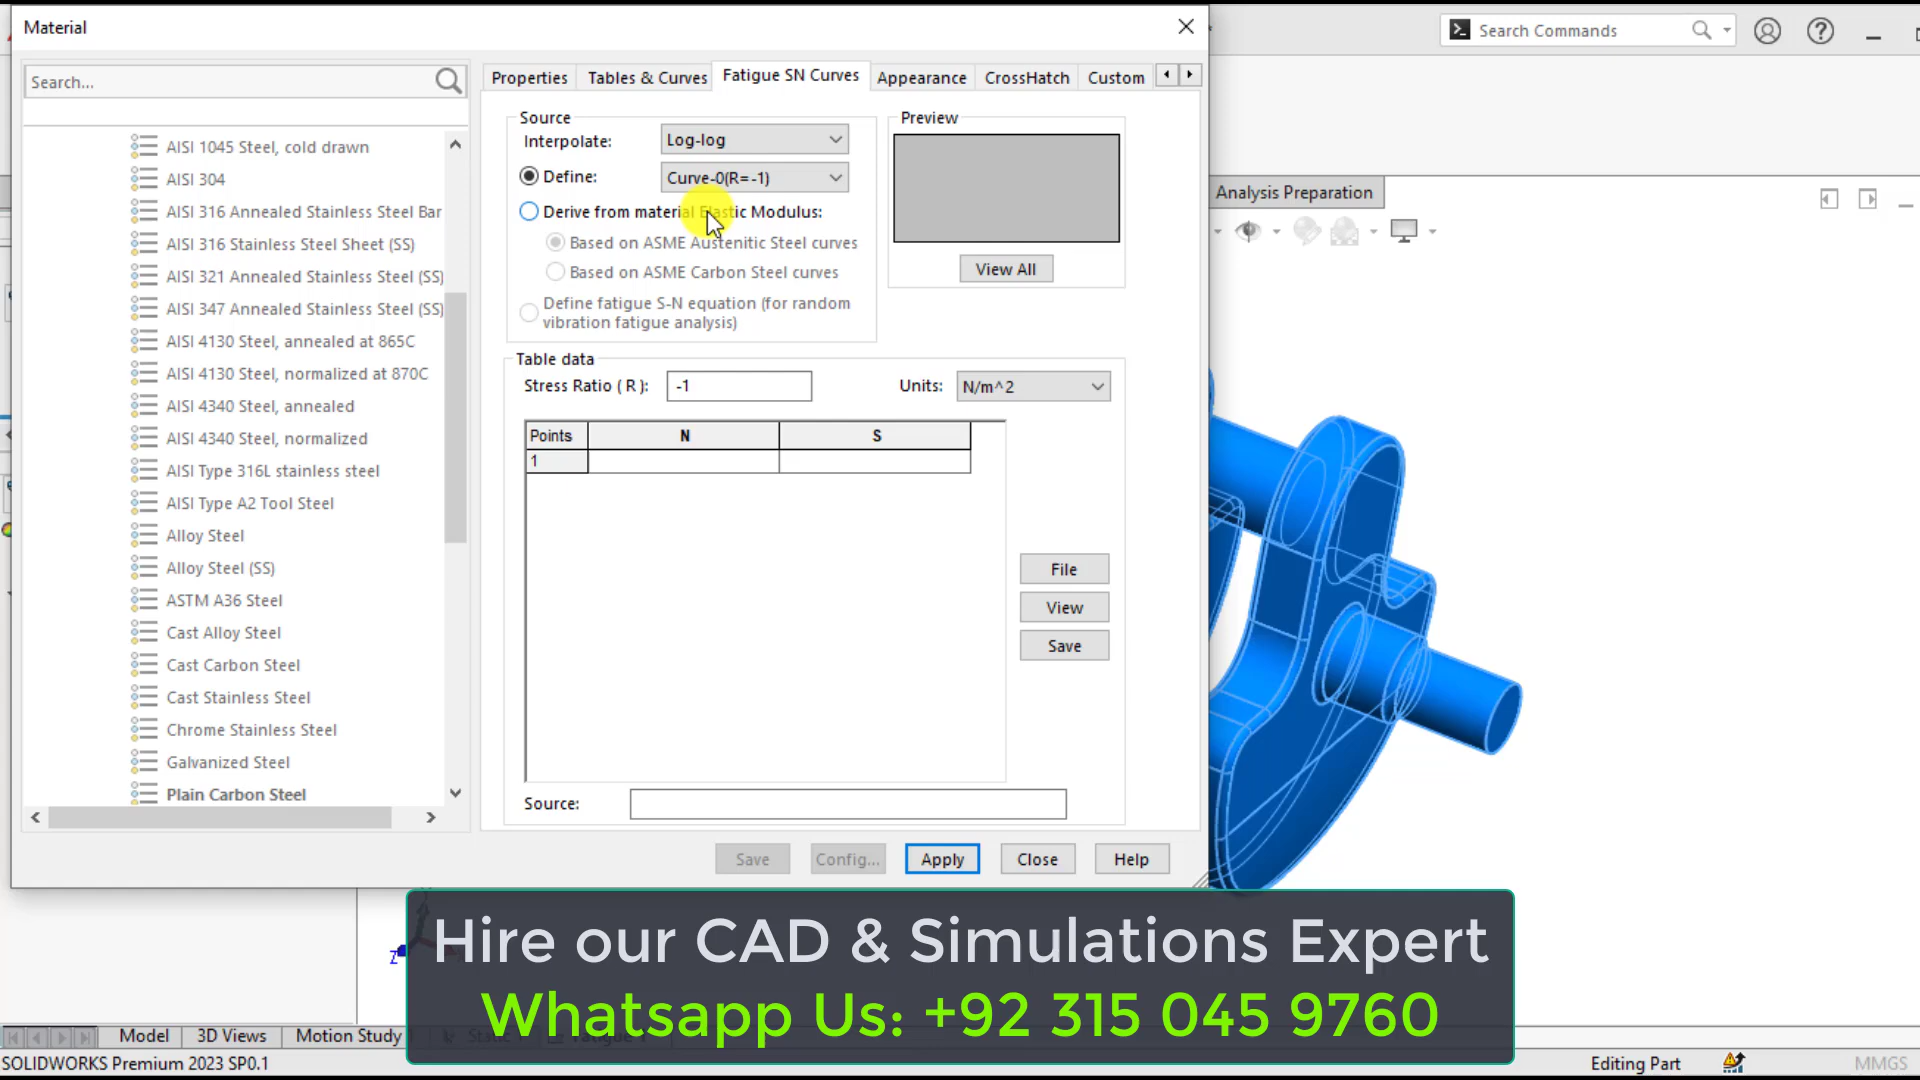 Material
Search Commands
Search...
Properties
Tables & Curves
Fatigue SN Curves
Appearance
CrossHatch
Custom
Source
Interpolate:
Log-log
Define:
Curve-0(R=-1)
Derive from material Elastic Modulus:
Based on ASME Austenitic Steel curves
Based on ASME Carbon Steel curves
Define fatigue S-N equation (for random
vibration fatigue analysis)
Preview
View All
Analysis Preparation
AISI 1045 Steel, cold drawn
AISI 304
AISI 316 Annealed Stainless Steel Bar
AISI 316 Stainless Steel Sheet (SS)
AISI 321 Annealed Stainless Steel (SS)
AISI 347 Annealed Stainless Steel (SS)
AISI 4130 Steel, annealed at 865C
AISI 4130 Steel, normalized at 870C
AISI 4340 Steel, annealed
AISI 4340 Steel, normalized
AISI Type 316L stainless steel
AISI Type A2 Tool Steel
Alloy Steel
Alloy Steel (SS)
ASTM A36 Steel
Cast Alloy Steel
Cast Carbon Steel
Cast Stainless Steel
Chrome Stainless Steel
Galvanized Steel
Plain Carbon Steel
Table data
Stress Ratio ( R ):
-1
Units:
N/m^2
Points
N
S
1
File
View
Save
Source:
Save
Config...
Apply
Close
Help
Z
Hire our CAD & Simulations Expert
Whatsapp Us: +92 315 045 9760
Model
3D Views
Motion Study
SOLIDWORKS Premium 2023 SP0.1
Editing Part
MMGS